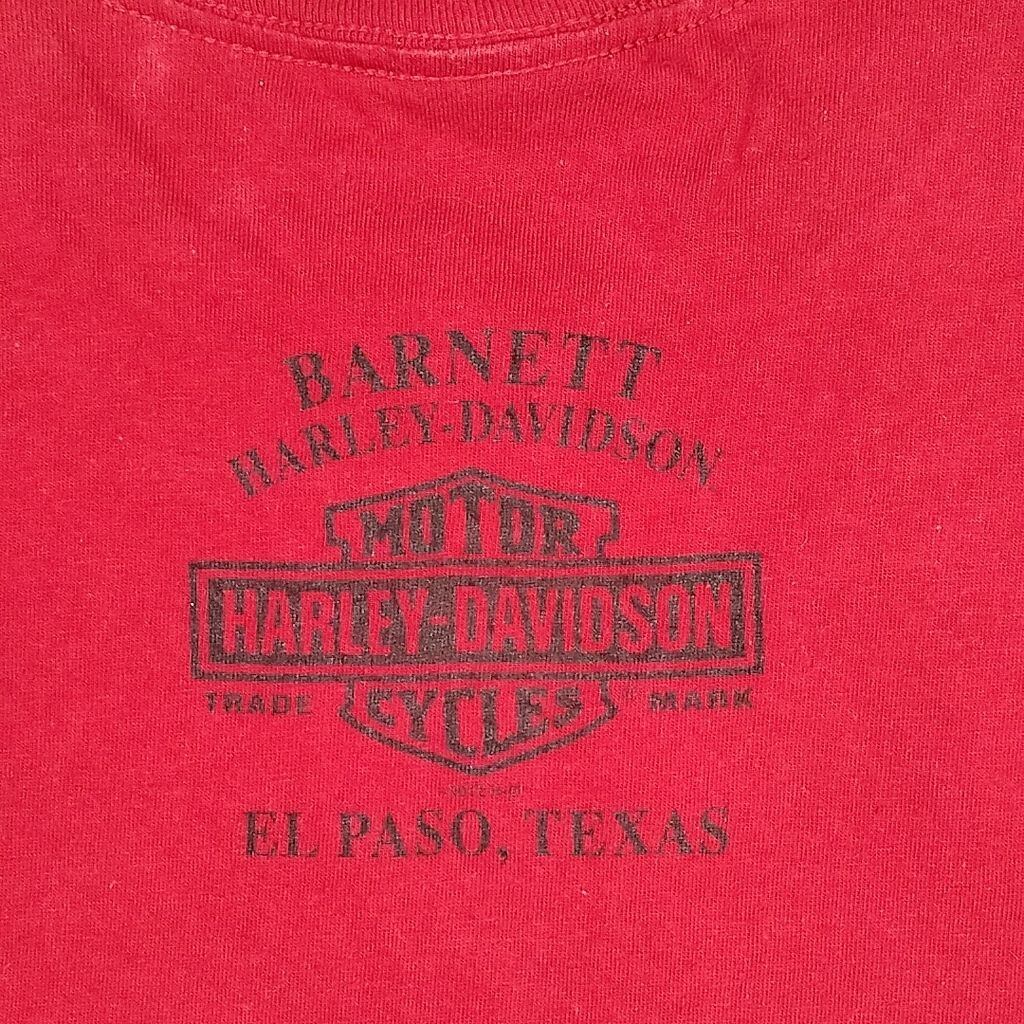 BARNETT
HARLEY-DAVIDSON
MOTOR
HARLEY-DAVIDSON
TRADE MARK
CYCLES
EL PASO, TEXAS